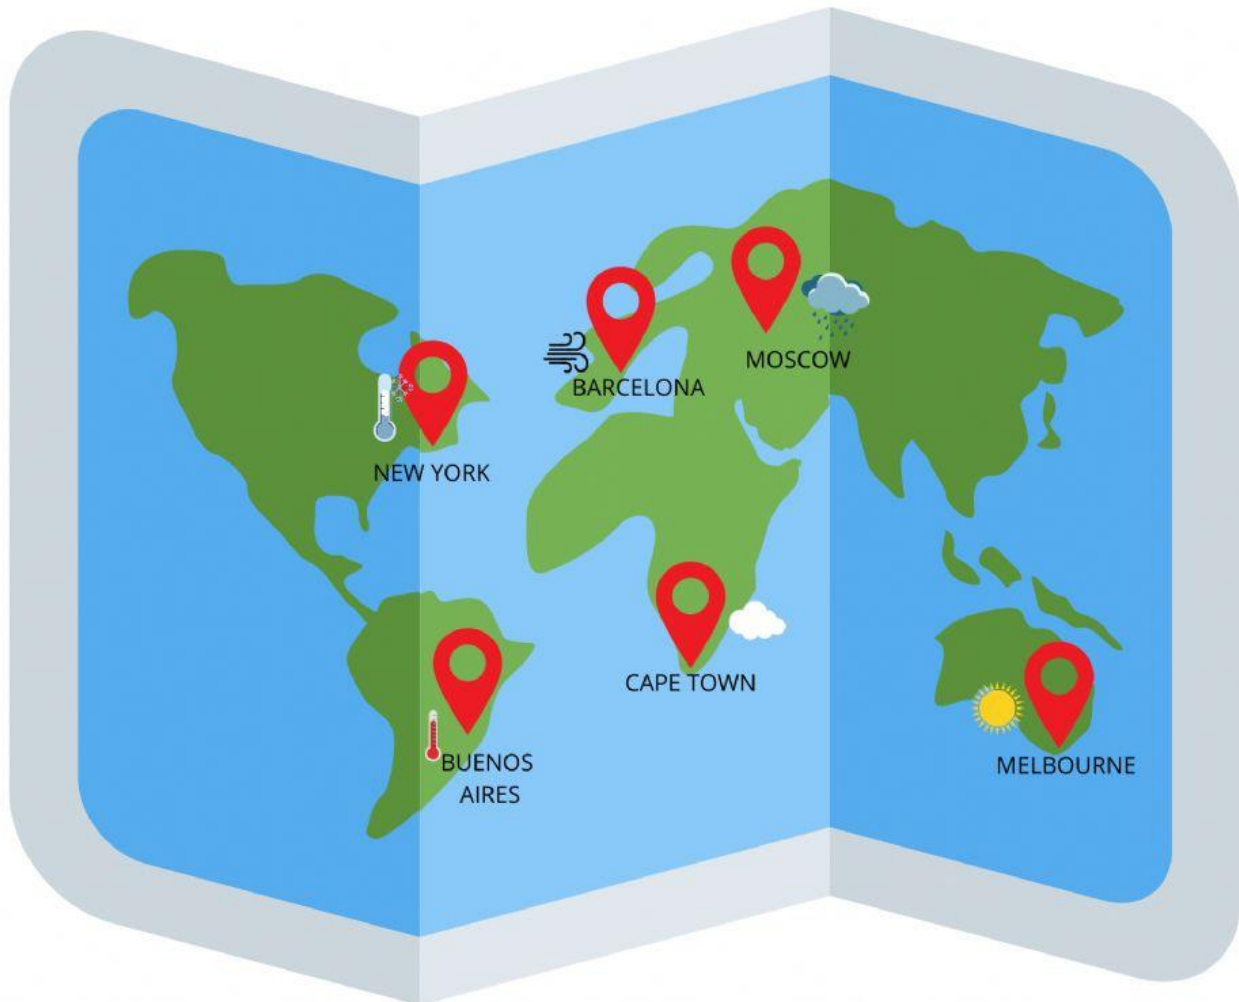 MOSCOW
BARCELONA
NEW YORK
CAPE TOWN
BUENOS
AIRES
MELBOURNE